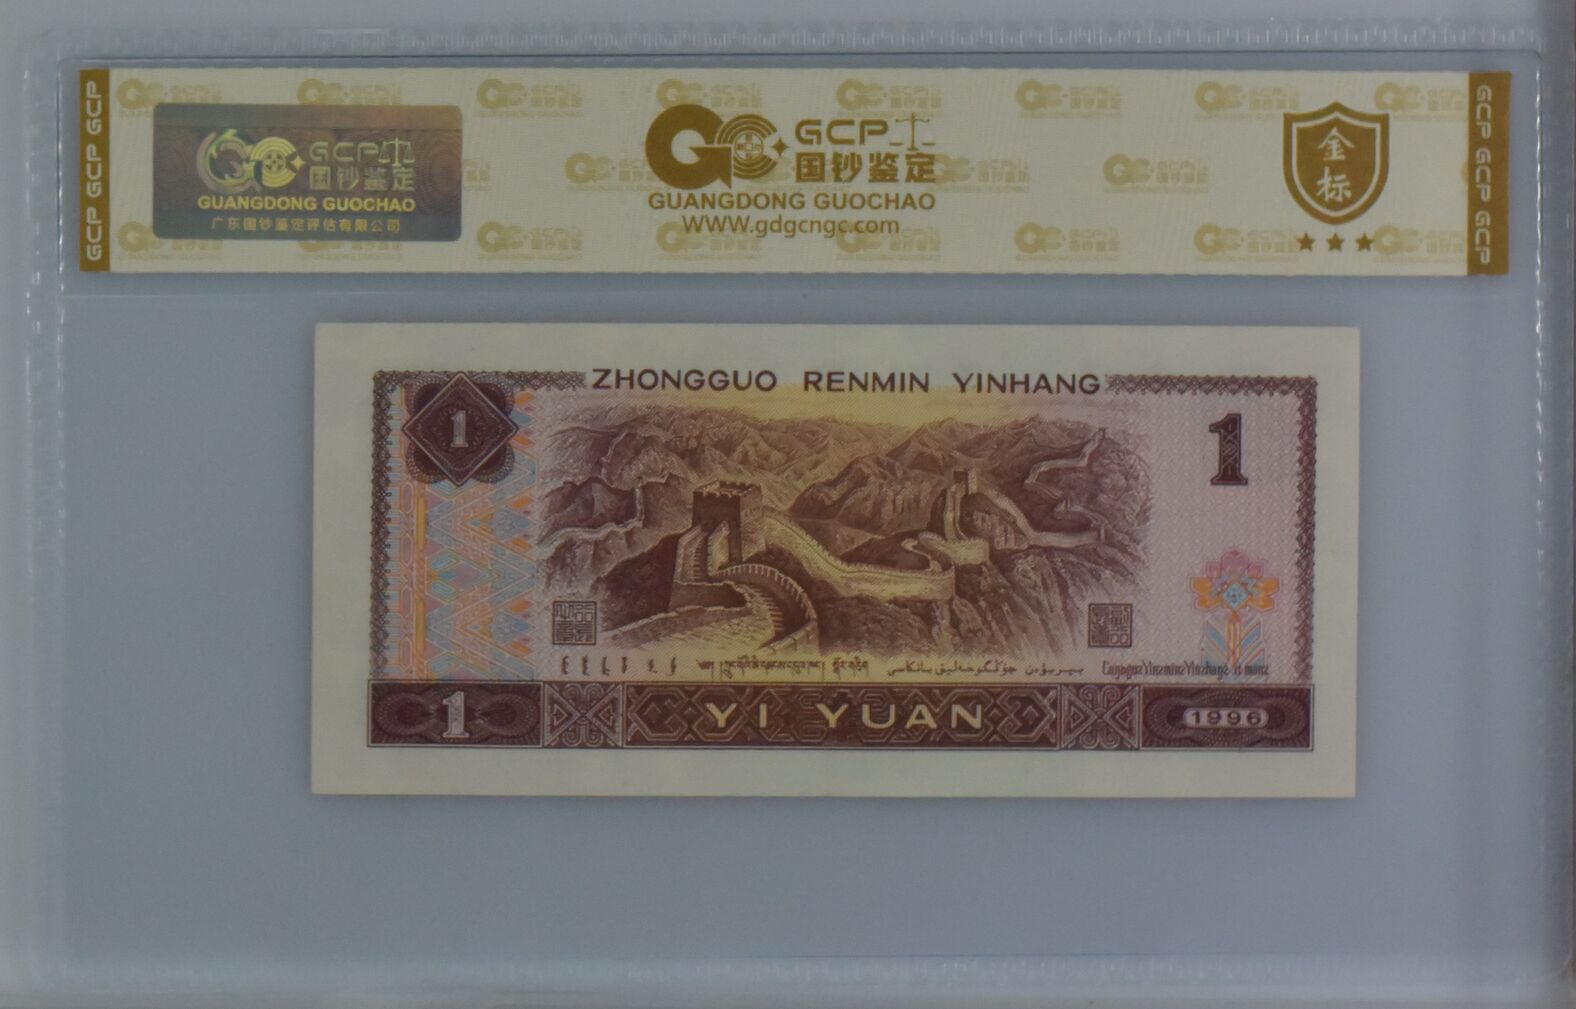 GCP GCP GCP
GCP
国钞鉴定
GUANGDONG GUOCHAO
广东国钞鉴定评估有限公司
GCP
国钞鉴定
GUANGDONG GUOCHAO
WWW.gdgcngc.com
金
标
GCP GCP GCP
ZHONGGUO RENMIN YINHANG
1
1
1
YI YUAN
1996